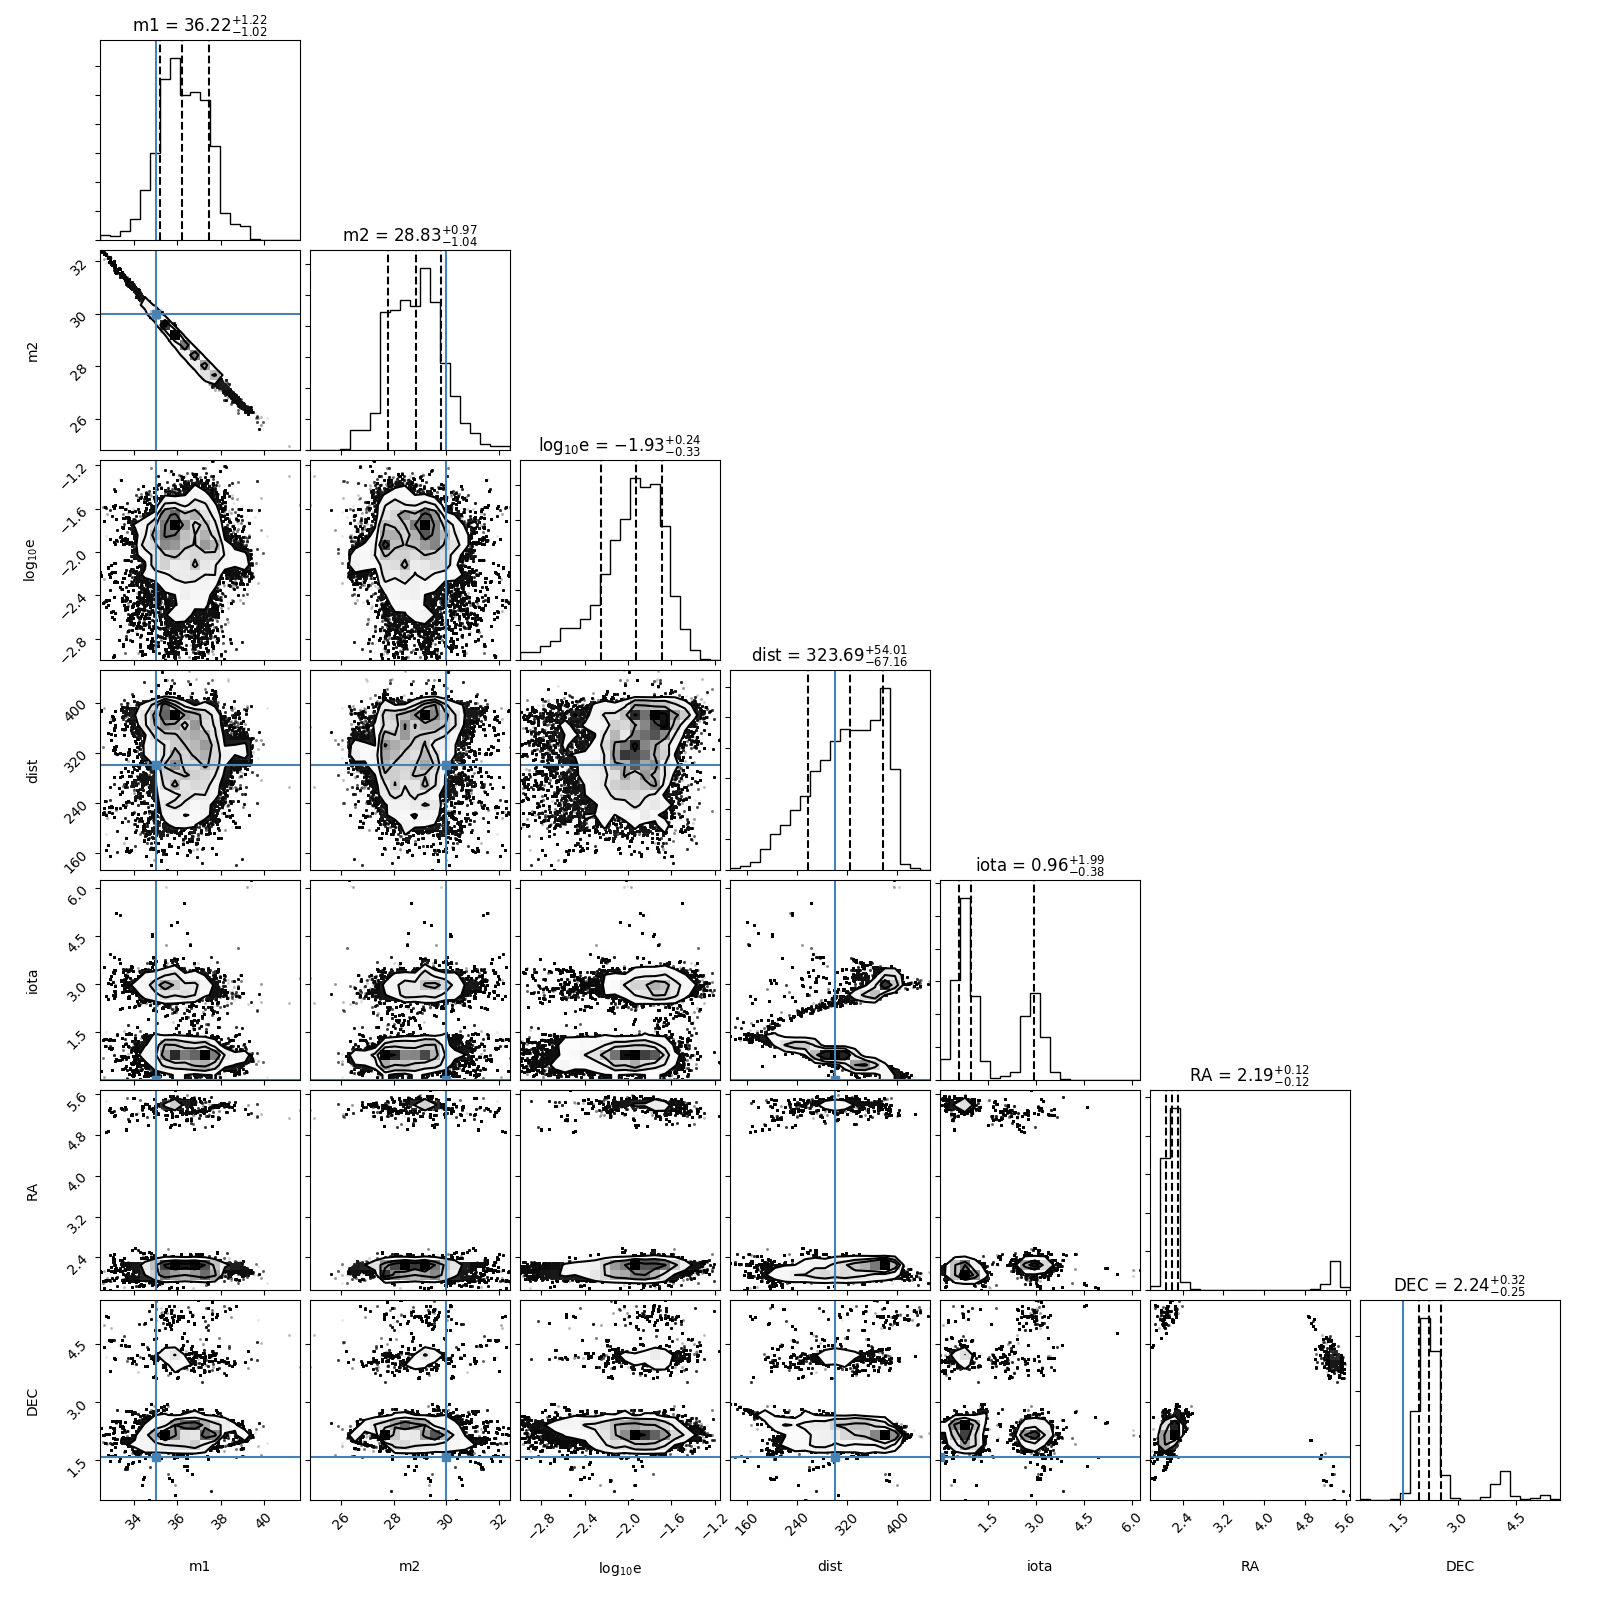 m1 = 36.22+1.22−1.02
m2 = 28.83+0.97−1.04
log10e = −1.93+0.24−0.33
dist = 323.69+54.01−67.16
iota = 0.96+1.99−0.38
RA = 2.19+0.12−0.12
DEC = 2.24+0.32−0.25
m2
32
30
28
26
log10e
−1.2
−1.6
−2.0
−2.4
−2.8
dist
400
320
240
160
iota
6.0
4.5
3.0
1.5
RA
5.6
4.8
4.0
3.2
2.4
DEC
4.5
3.0
1.5
34 36 38 40
26 28 30 32
−2.8 −2.4 −2.0 −1.6 −1.2
160 240 320 400
1.5 3.0 4.5 6.0
2.4 3.2 4.0 4.8 5.6
1.5 3.0 4.5
m1 m2 log10e dist iota RA DEC